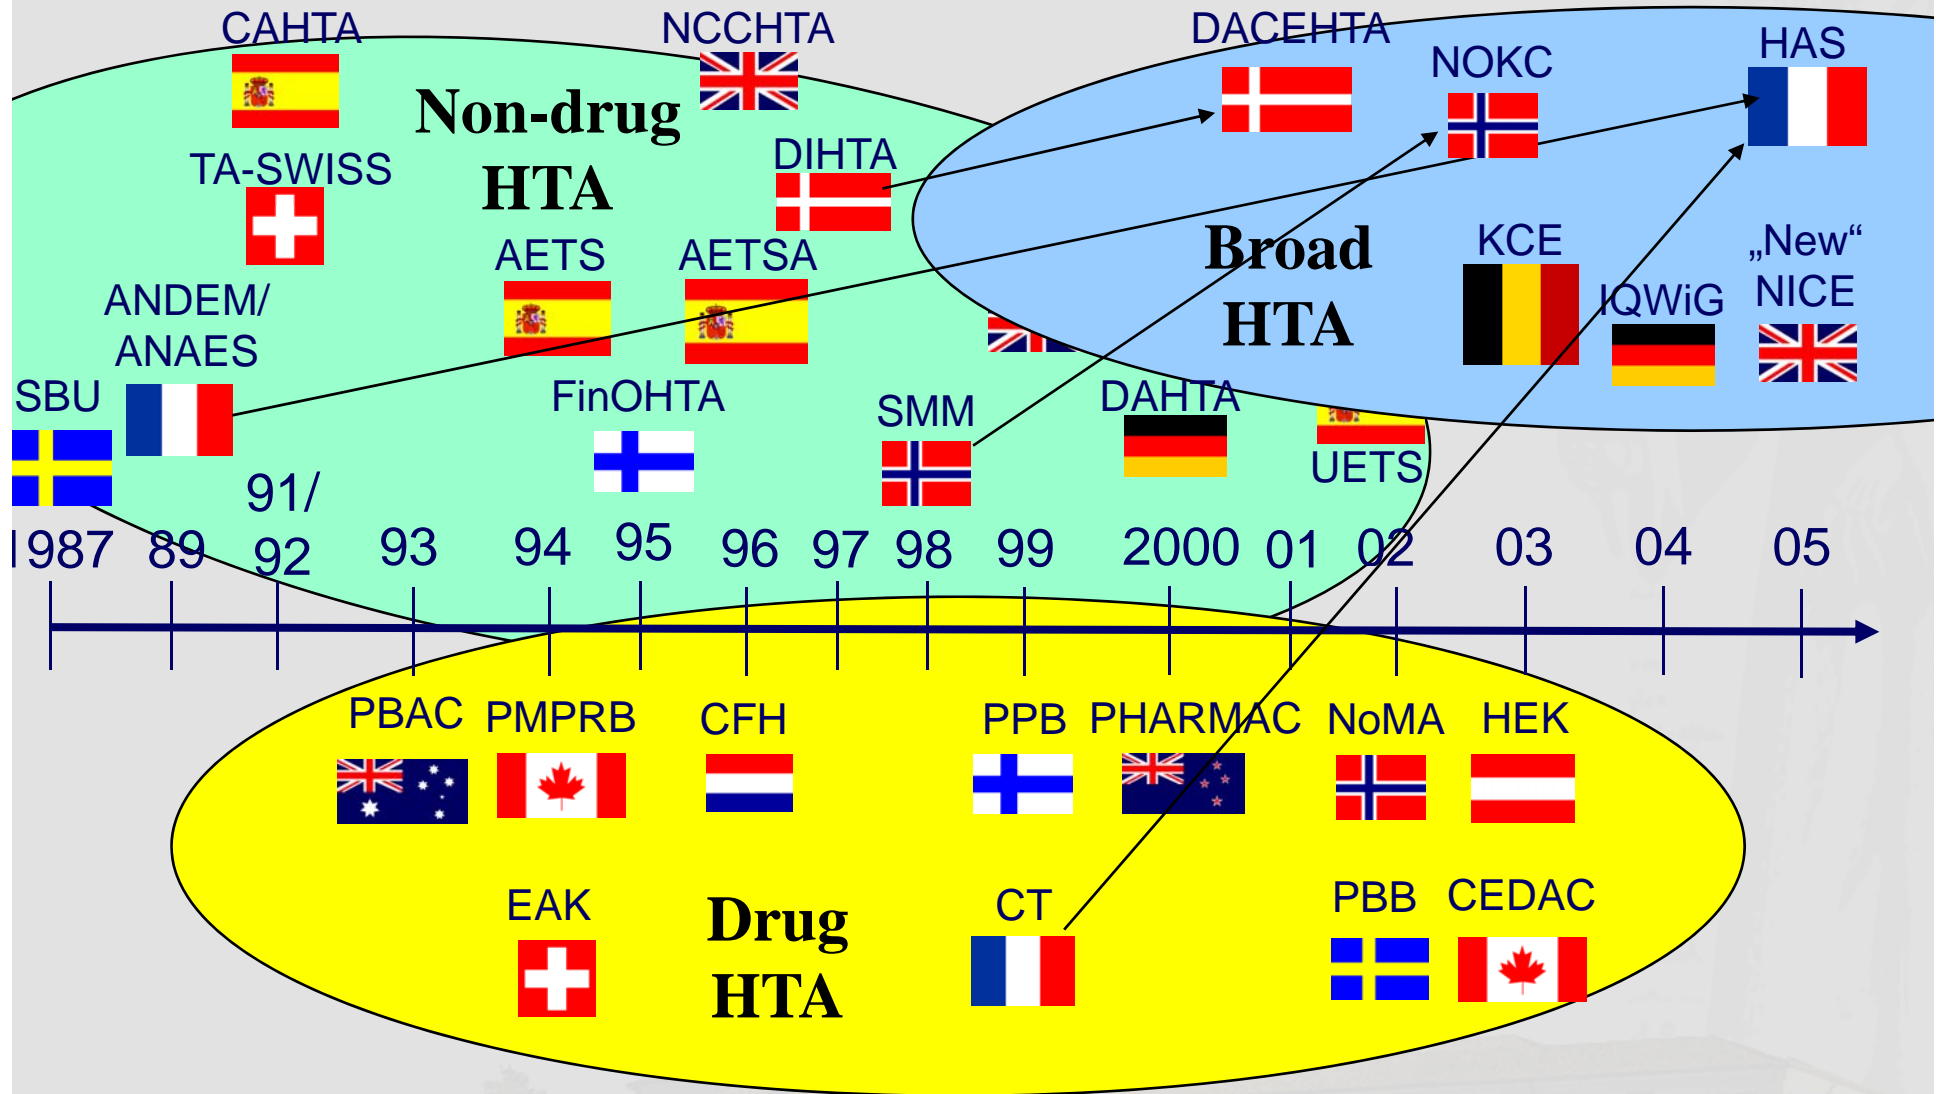 CAHTA
NCCHTA
DACEHTA
NOKC
HAS
Non-drug
HTA
TA-SWISS
DIHTA
AETS
AETSA
Broad
HTA
KCE
„New“
NICE
IQWiG
ANDEM/
ANAES
SBU
FinOHTA
SMM
DAHTA
UETS
1987
89
91/
92
93
94
95
96
97
98
99
2000
01
02
03
04
05
PBAC
PMPRB
CFH
PPB
PHARMAC
NoMA
HEK
EAK
Drug
HTA
CT
PBB
CEDAC